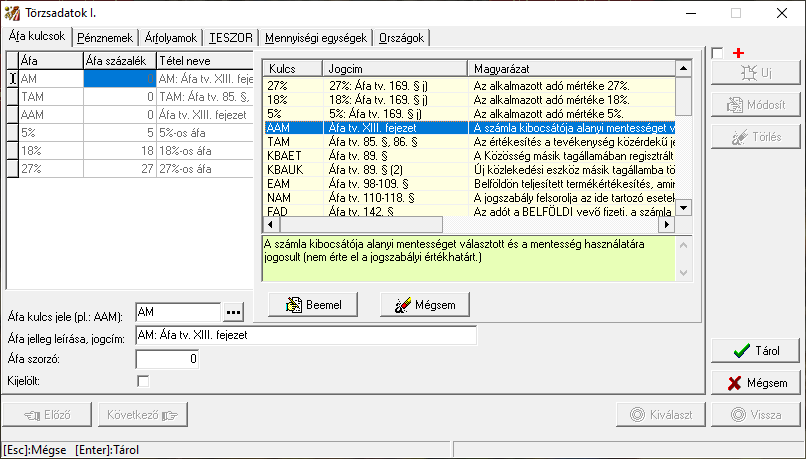 Törzsadatok I.
Áfa kulcsok Pénznemek Árfolyamok TESZOR Mennyiségi egységek Országok
Áfa Áfa százalék Tétel neve
AM 0 AM: Áfa tv. XIII. feje
TAM 0 TAM: Áfa tv. 85. §,
AAM 0 Áfa tv. XIII. fejezet
5% 5 5%-os áfa
18% 18 18%-os áfa
27% 27 27%-os áfa
Kulcs Jogcim Magyarázat
27% 27%: Áfa tv. 169. § j) Az alkalmazott adó mértéke 27%.
18% 18%: Áfa tv. 169. § j) Az alkalmazott adó mértéke 18%.
5% 5%: Áfa tv. 169. § j) Az alkalmazott adó mértéke 5%.
AAM Áfa tv. XIII. fejezet A számla kibocsátója alanyi mentességet v
TAM Áfa tv. 85. §, 86. § Az értékesítés a tevékenység közérdekű je
KBAET Áfa tv. 89. § A Közösség másik tagállamában regisztrált
KBAUK Áfa tv. 89. § (2) Új közlekedési eszköz másik tagállamba tö
EAM Áfa tv. 98-109. § Belföldön teljesített termékértékesítés, amir
NAM Áfa tv. 110-118. § A jogszabály felsorolja az ide tartozó esetek
FAD Áfa tv. 142. § Az adót a BELFÖLDI vevő fizeti, a számla
A számla kibocsátója alanyi mentességet választott és a mentesség használatára
jogosult (nem érte el a jogszabályi értékhatárt.)
Beemel Mégsem
Áfa kulcs jele (pl.: AAM): AM ...
Áfa jelleg leírása, jogcím: AM: Áfa tv. XIII. fejezet
Áfa szorzó: 0
Kijelölt:
Uj
Módosít
Törlés
Tárol
Mégsem
Előző Következő Kiválaszt Vissza
[Esc]:Mégse [Enter]:Tárol